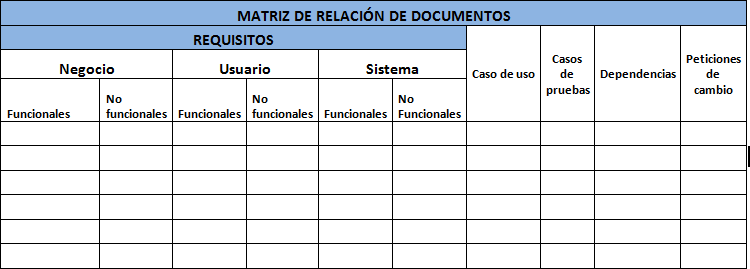 MATRIZ DE RELACIÓN DE DOCUMENTOS
REQUISITOS
Negocio
Usuario
Sistema
Caso de uso
Casos
de
pruebas
Dependencias
Peticiones
de
cambio
Funcionales
No
funcionales
Funcionales
No
funcionales
Funcionales
No
Funcionales